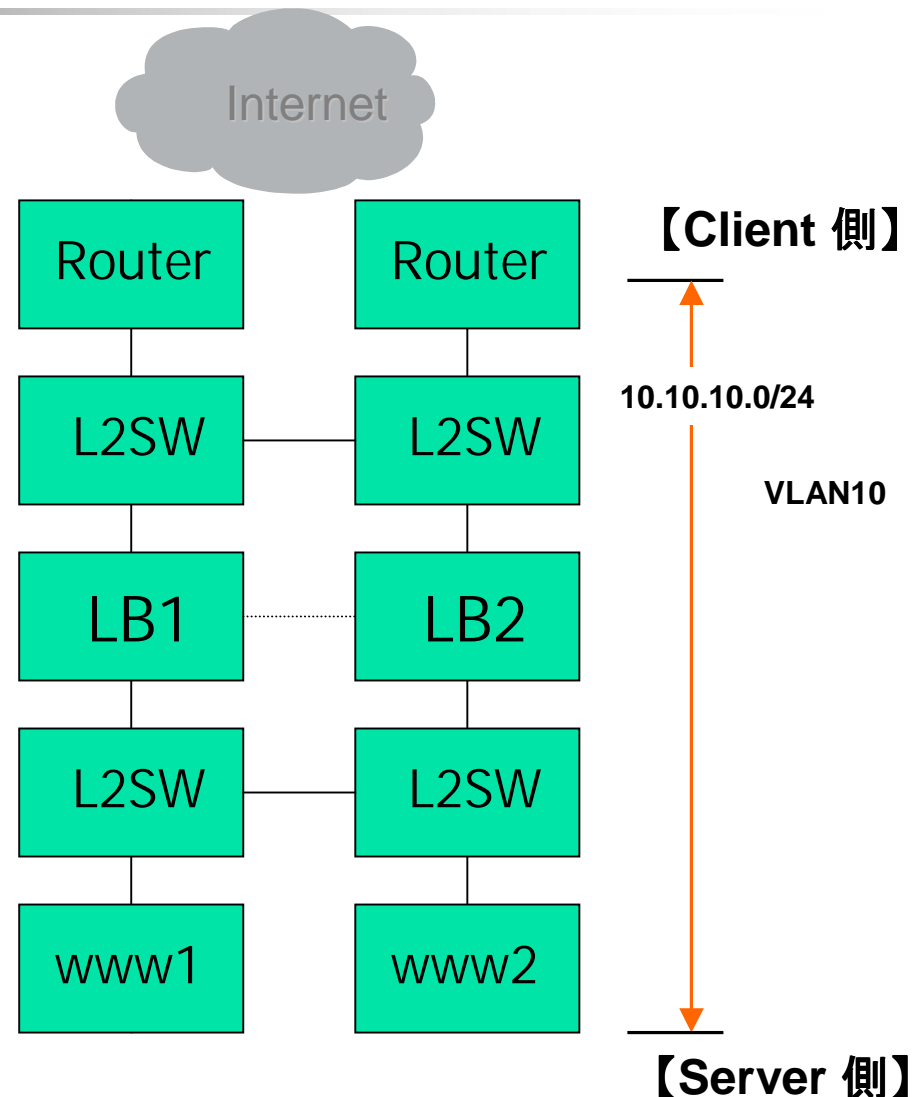 Internet
Router Router
【Client 側】
10.10.10.0/24
L2SW L2SW
VLAN10
LB1 LB2
L2SW L2SW
www1 www2
【Server 側】